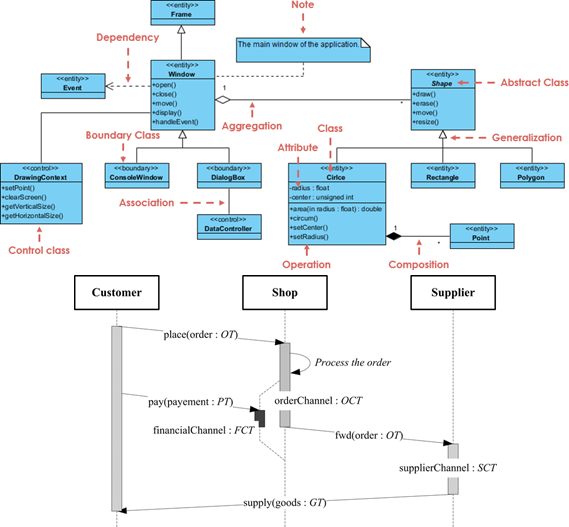 <<entity>>
Frame
Note
Dependency
The main window of the application.
<<entity>>
Event
<<entity>>
Window
+open()
+close()
+move()
+display()
+handleEvent()
1
*
Aggregation
<<entity>>
Shape
+draw()
+erase()
+move()
+resize()
Abstract Class
Boundary Class
Class
Attribute
Generalization
<<control>>
DrawingContext
+setPoint()
+clearScreen()
+getVerticalSize()
+getHorizontalSize()
<<boundary>>
ConsoleWindow
<<boundary>>
DialogBox
<<entity>>
Cirlce
-radius : float
-center : unsigned int
+area(in radius : float) : double
+circum()
+setCenter()
+setRadius()
<<entity>>
Rectangle
<<entity>>
Polygon
Association
<<control>>
DataController
1
*
<<entity>>
Point
Control class
Operation
Composition
Customer
Shop
Supplier
place(order : OT)
Process the order
pay(payement : PT)
orderChannel : OCT
financialChannel : FCT
fwd(order : OT)
supplierChannel : SCT
supply(goods : GT)